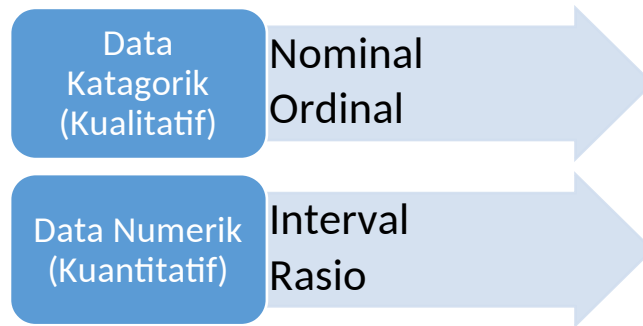 Data
Katagorik
(Kualitatif)
Nominal
Ordinal
Data Numerik
(Kuantitatif)
Interval
Rasio